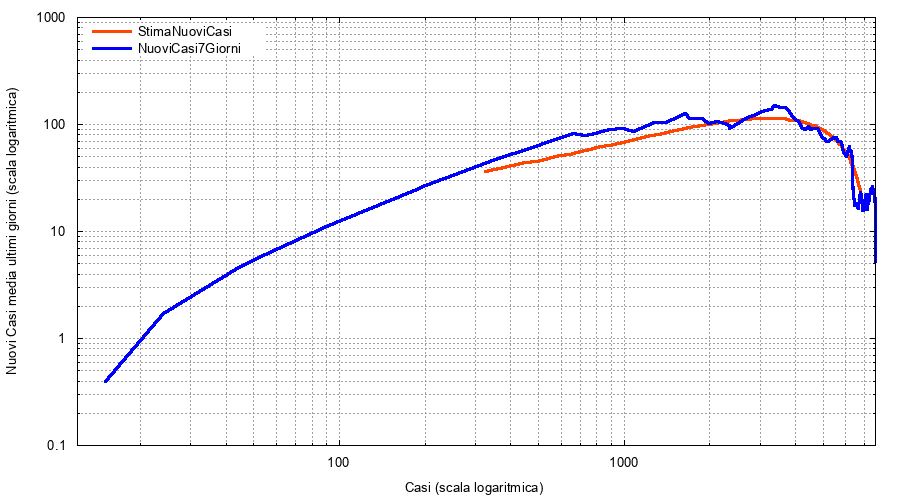 1000
StimaNuoviCasi
NuoviCasi7Giorni
100
10
1
0.1
Nuovi Casi media ultimi giorni (scala logaritmica)
100
1000
Casi (scala logaritmica)